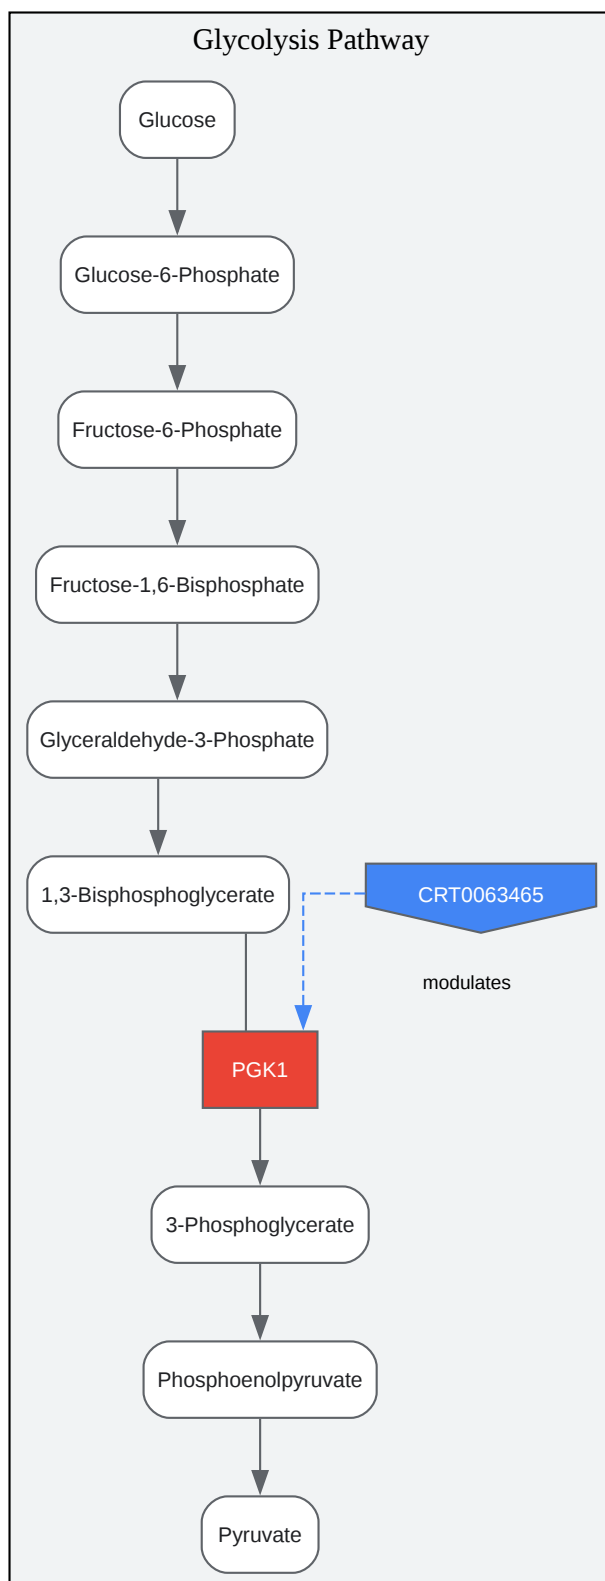 Glycolysis Pathway
Glucose
Glucose-6-Phosphate
Fructose-6-Phosphate
Fructose-1,6-Bisphosphate
Glyceraldehyde-3-Phosphate
1,3-Bisphosphoglycerate
CRT0063465
modulates
PGK1
3-Phosphoglycerate
Phosphoenolpyruvate
Pyruvate